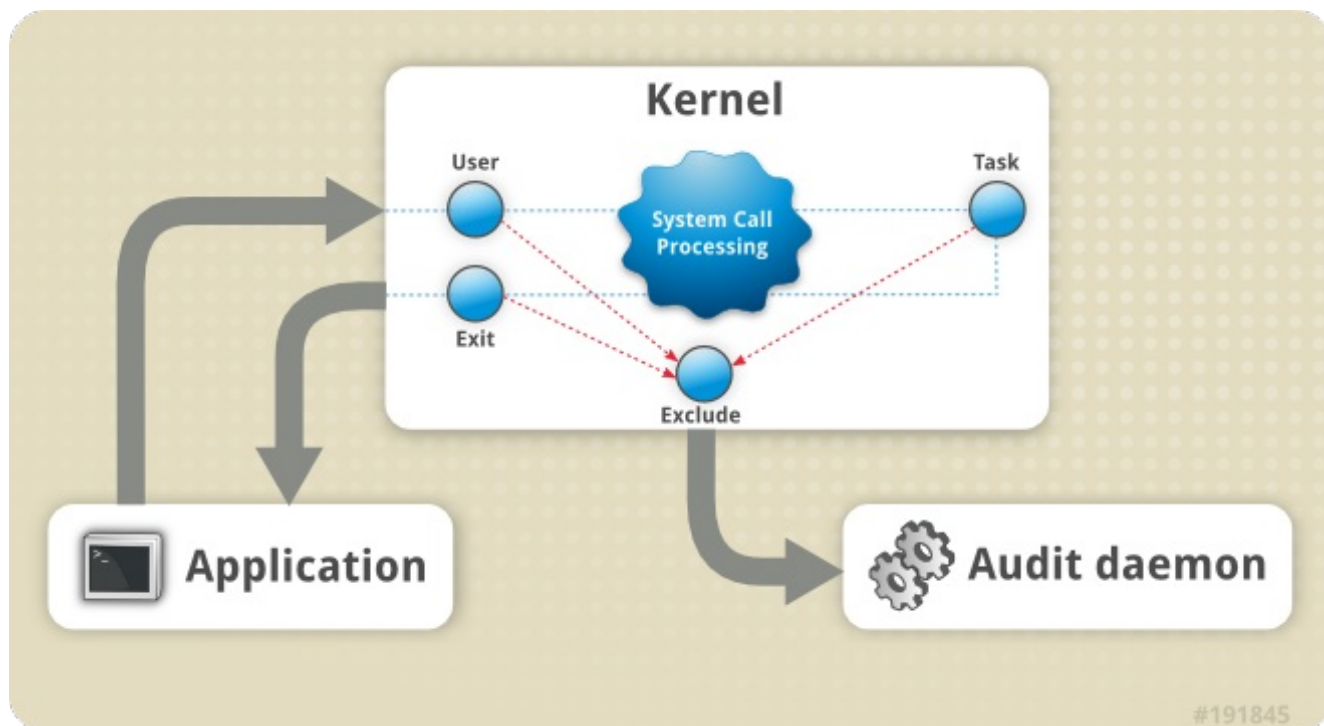 Kernel
User
Task
System Call
Processing
Exit
Exclude
>_
Application
Audit daemon
#191845